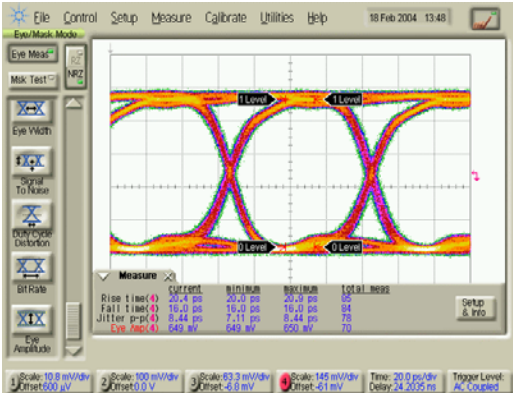 File Control Setup Measure Calibrate Utilities Help 18 Feb 2004 13:48
Eye/Mask Mode
Eye Meas
RZ
NRZ
Msk Test
Eye Width
Signal
To Noise
Duty Cycle
Distortion
Bit Rate
Eye
Amplitude
1 Level 1 Level
0 Level 0 Level
Measure
current minimum maximum total meas
Rise time(4) 20.4 ps 20.0 ps 20.9 ps 85
Fall time(4) 16.0 ps 16.0 ps 16.0 ps 84
Jitter p-p(4) 8.44 ps 7.11 ps 8.44 ps 78
Eye Amp(4) 649 mV 649 mV 650 mV 70
Setup
& Info
1 Scale:10.8 mV/div
Offset:600 µV
2 Scale:100 mV/div
Offset:0.0 V
3 Scale:63.3 mV/div
Offset:-6.8 mV
4 Scale:145 mV/div
Offset:-61 mV
Time: 20.0 ps/div
Delay:24.2035 ns
Trigger Level:
AC Coupled